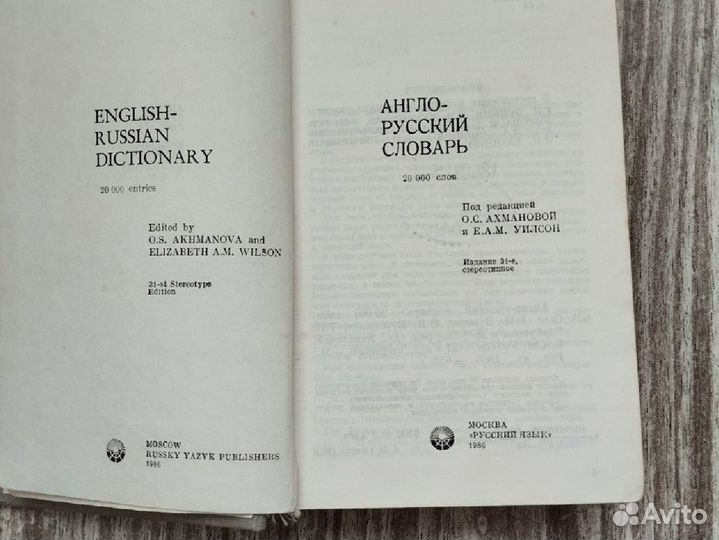 ENGLISH-
RUSSIAN
DICTIONARY
20 000 entries
Edited by
O.S. AKHMANOVA and
ELIZABETH A.M. WILSON
31-st Stereotype
Edition
MOSCOW
RUSSKY YAZYK PUBLISHERS
1986
АНГЛО-
РУССКИЙ
СЛОВАРЬ
20 000 слов
Под редакцией
О.С. АХМАНОВОЙ
и Е.А.М. УИЛСОН
Издание 31-е,
стереотипное
МОСКВА
«РУССКИЙ ЯЗЫК»
1986
Avito